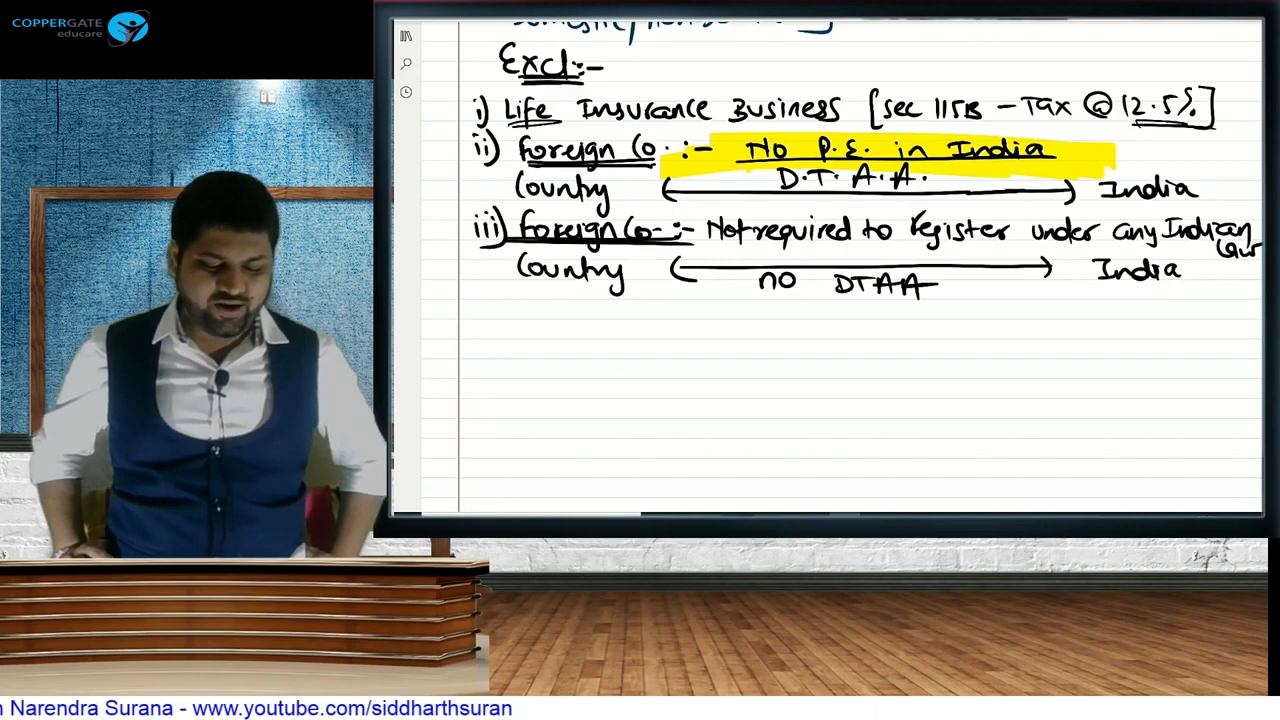 COPPERGATE
educare
Excl:-
i) Life Insurance Business [Sec 115B - Tax @ 12.5%]
ii) Foreign Co. :- No P.E. in India
Country D.T.A.A. India
iii) Foreign Co- :- Not required to register under any Indian Law
Country no DTAA India
n Narendra Surana - www.youtube.com/siddharthsuran